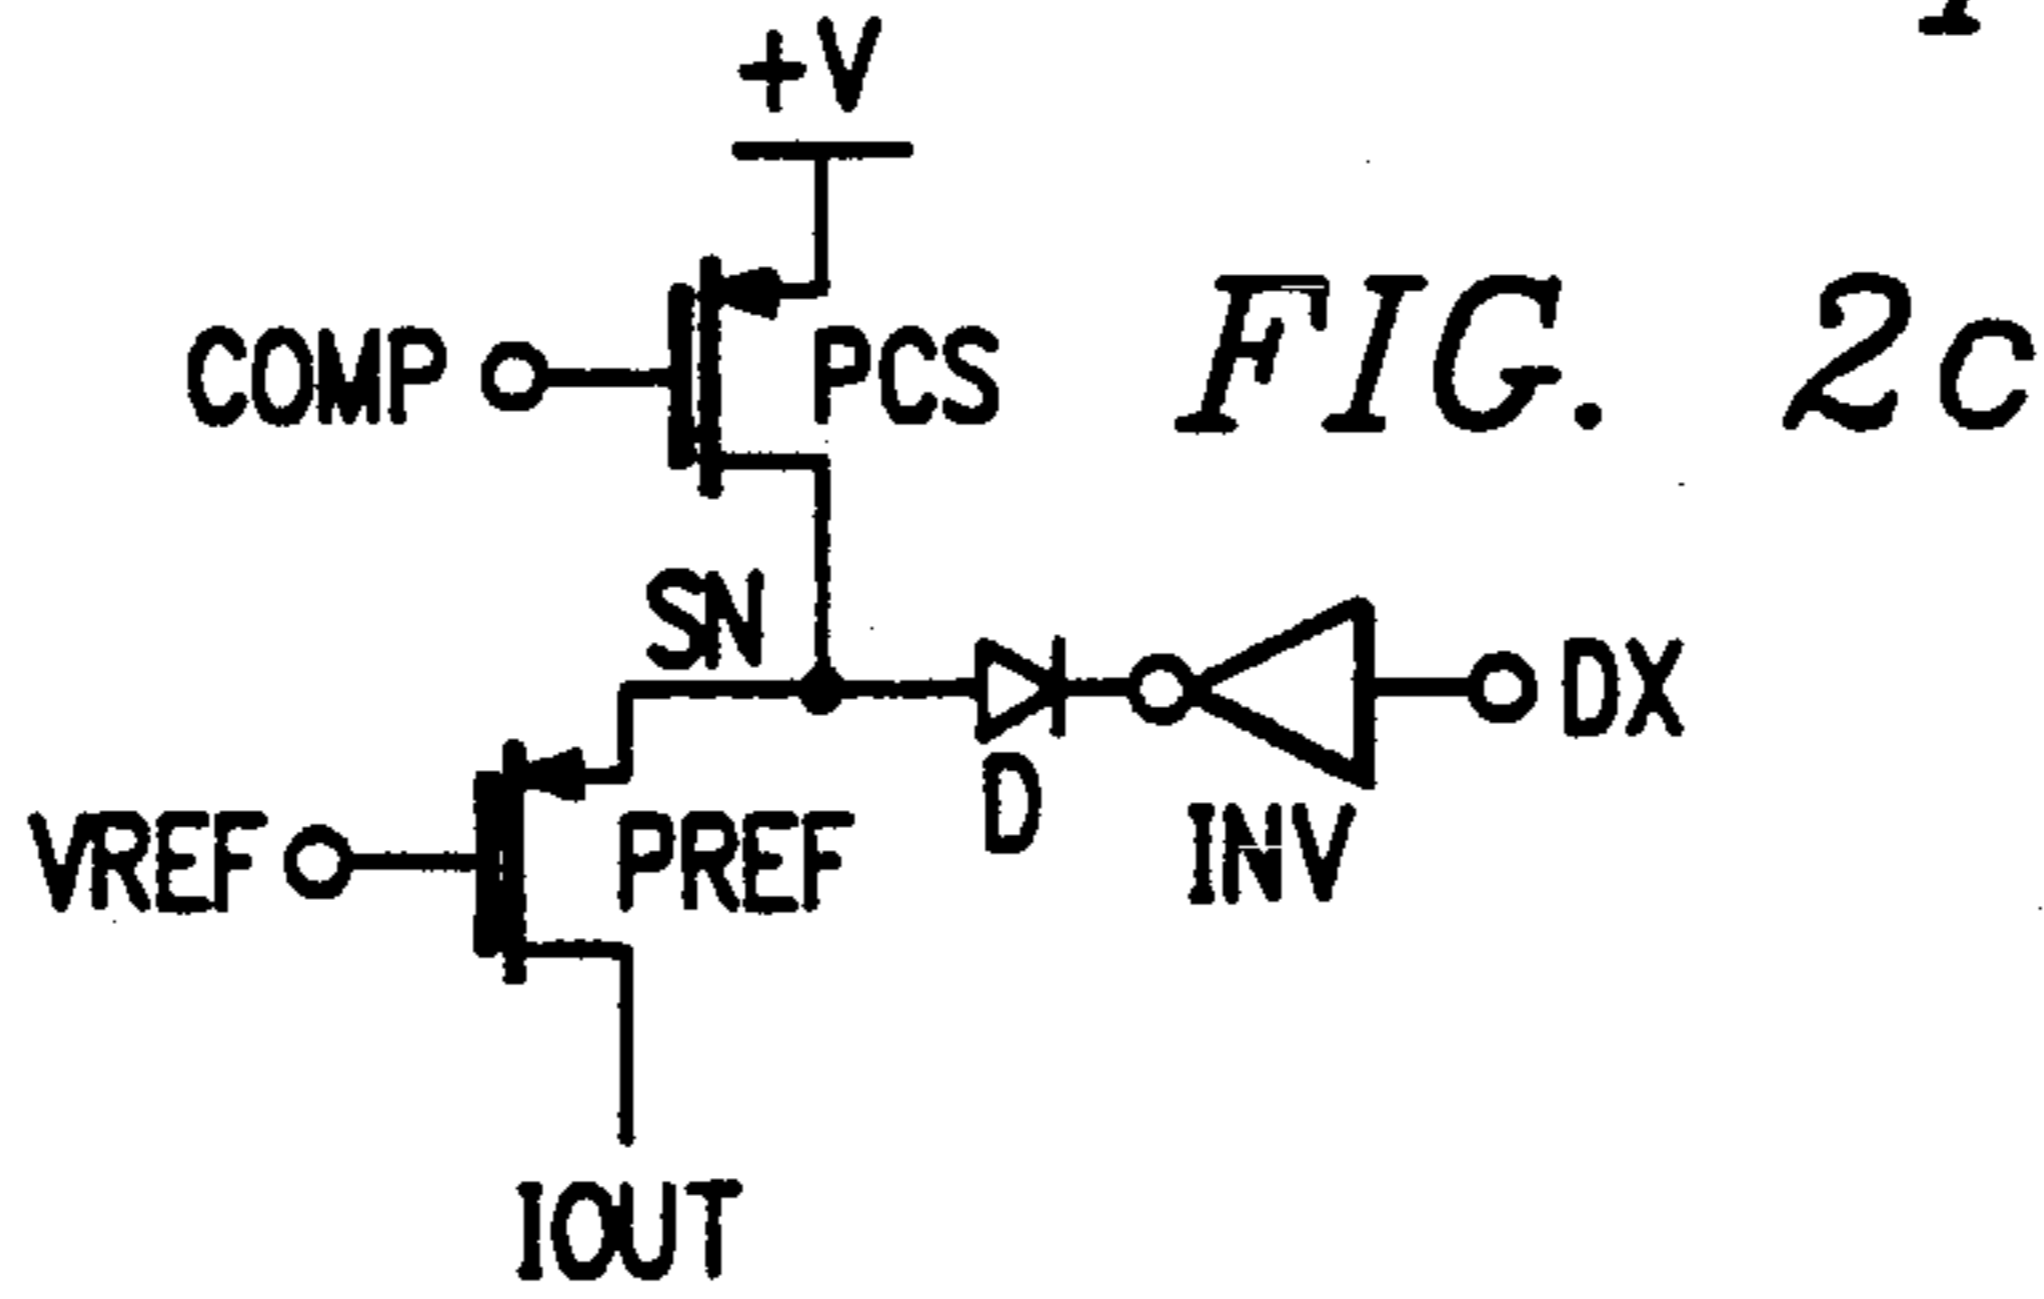 +V
COMP
PCS
FIG. 2c
SN
DX
D
INV
VREF
PREF
IOUT